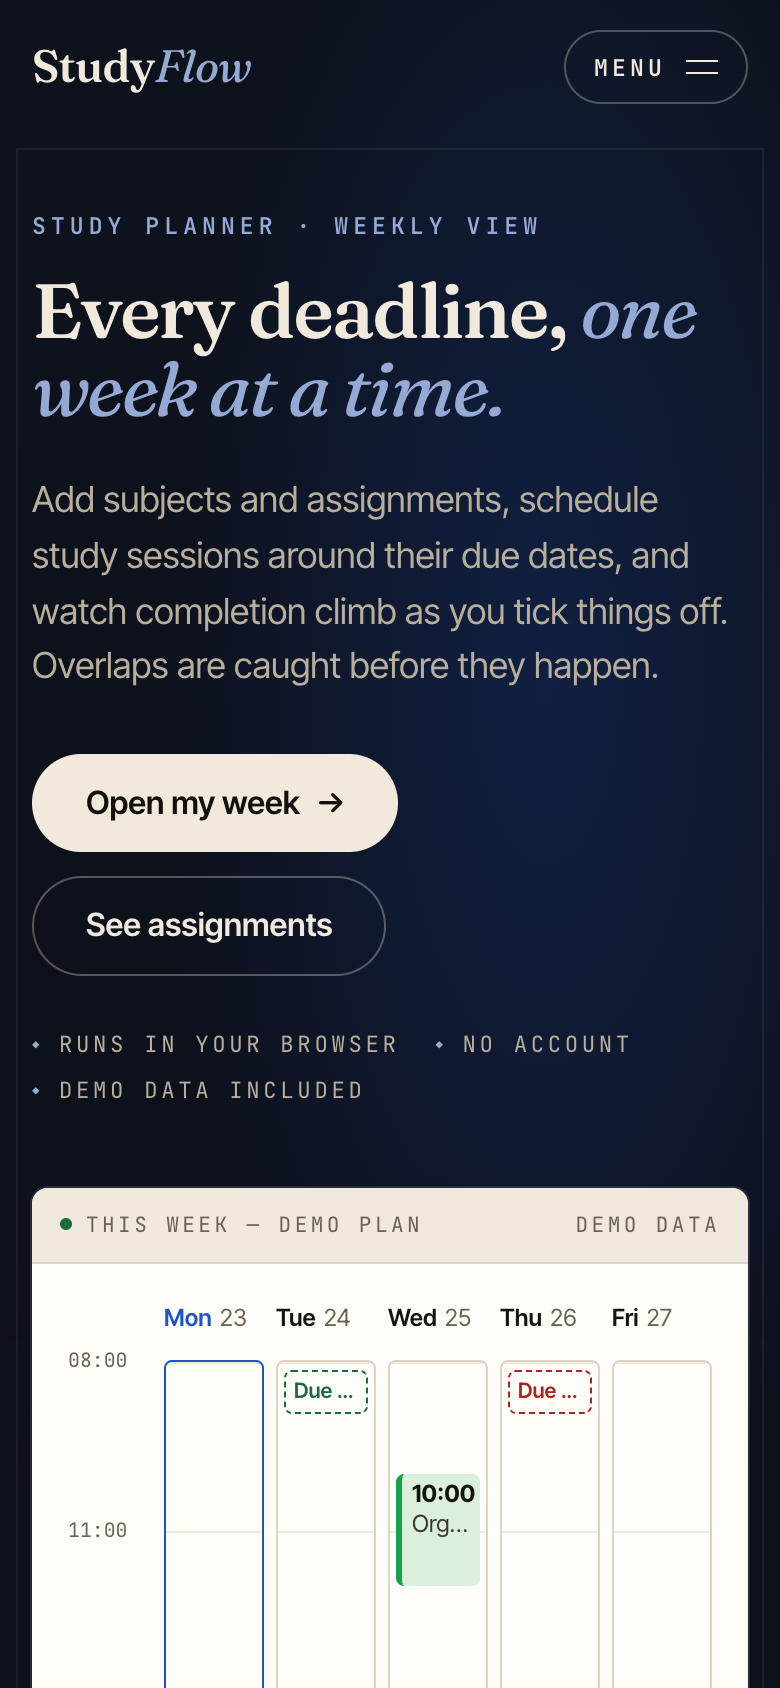 StudyFlow
MENU
STUDY PLANNER · WEEKLY VIEW
Every deadline, one
week at a time.
Add subjects and assignments, schedule
study sessions around their due dates, and
watch completion climb as you tick things off.
Overlaps are caught before they happen.
Open my week →
See assignments
RUNS IN YOUR BROWSER NO ACCOUNT
DEMO DATA INCLUDED
THIS WEEK — DEMO PLAN DEMO DATA
Mon 23 Tue 24 Wed 25 Thu 26 Fri 27
08:00
Due ... Due ...
10:00
Org...
11:00